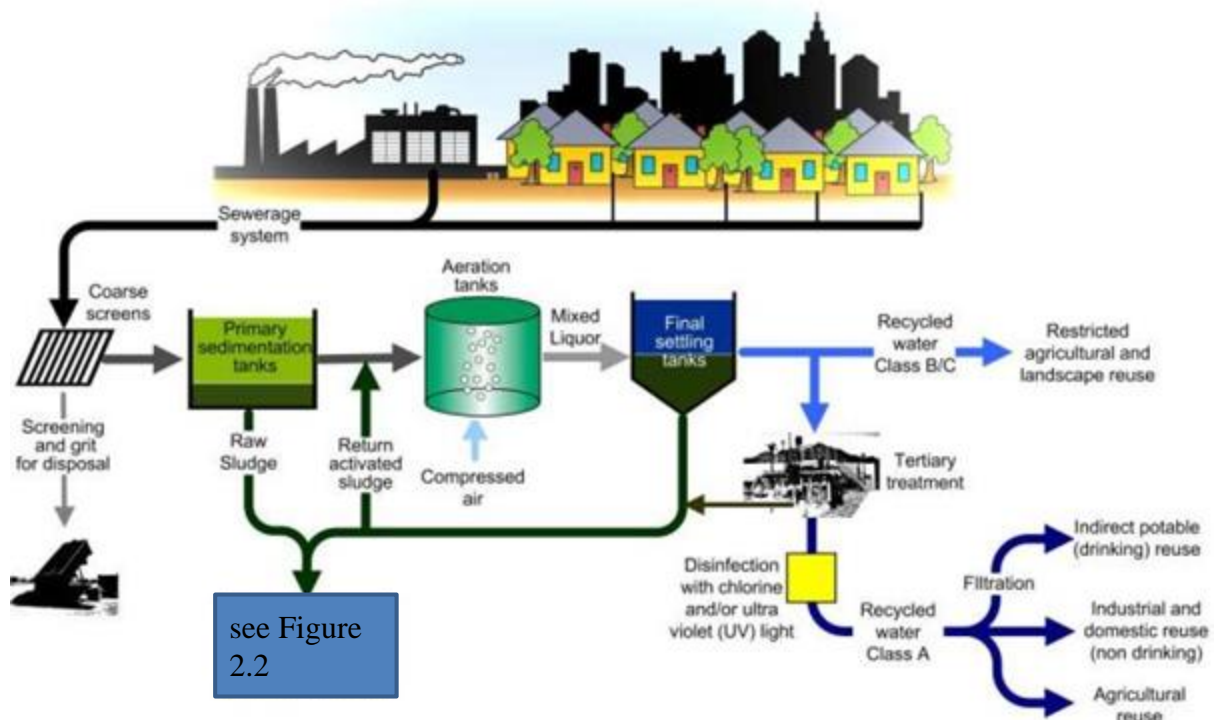 Sewerage
system
Coarse
screens
Primary
sedimentation
tanks
Aeration
tanks
Mixed
Liquor
Final
settling
tanks
Recycled
water
Class B/C
Restricted
agricultural and
landscape reuse
Screening
and grit
for disposal
Raw
Sludge
Return
activated
sludge
Compressed
air
Tertiary
treatment
see Figure
2.2
Disinfection
with chlorine
and/or ultra
violet (UV) light
Recycled
water
Class A
FIltration
Indirect potable
(drinking) reuse
Industrial and
domestic reuse
(non drinking)
Agricultural
reuse